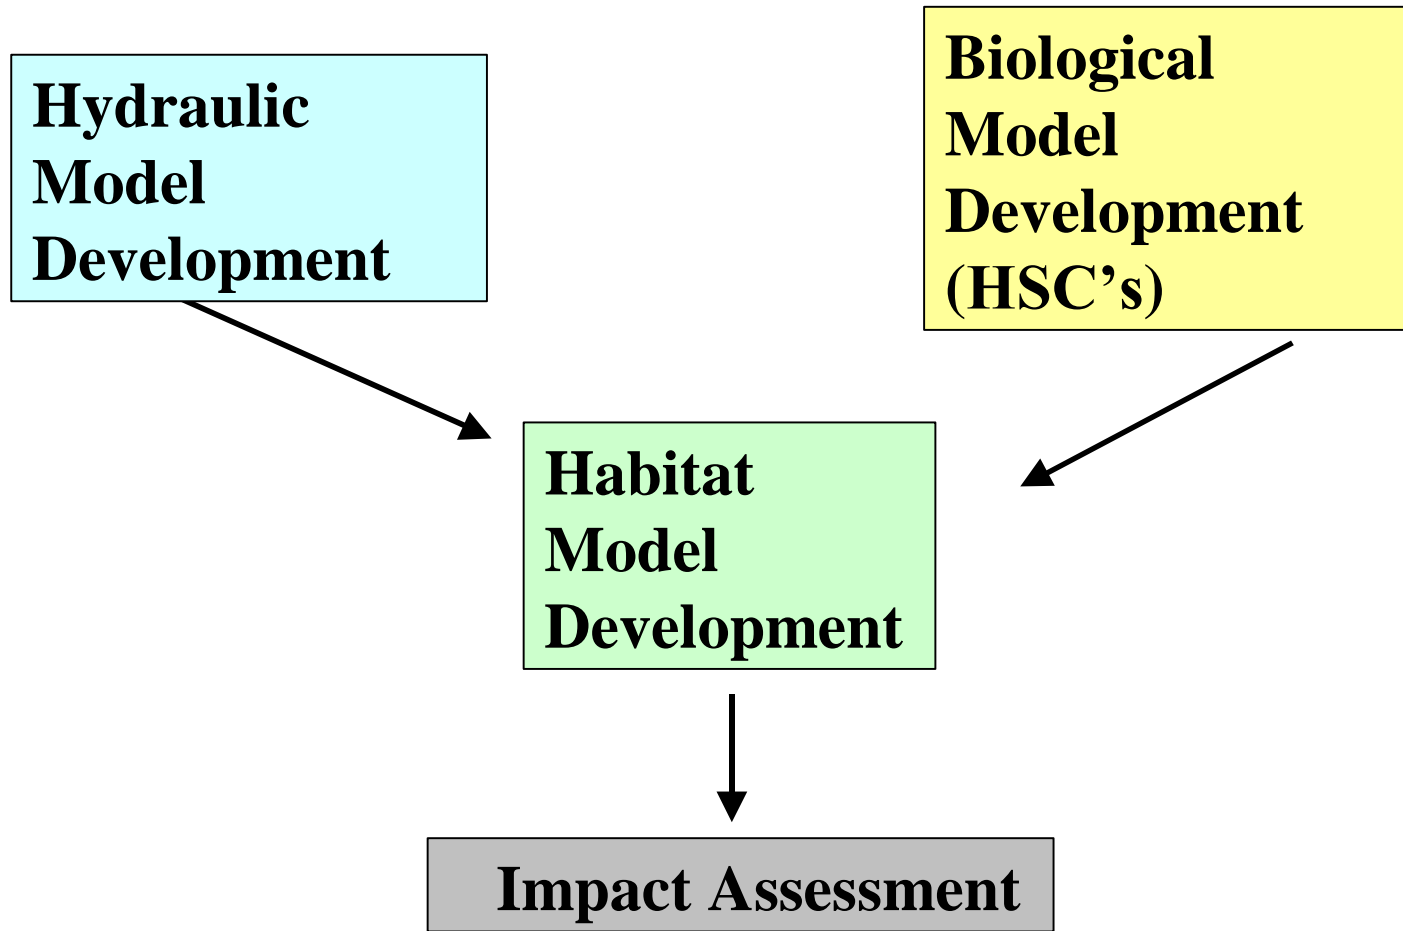 Hydraulic
Model
Development
Biological
Model
Development
(HSC’s)
Habitat
Model
Development
Impact Assessment